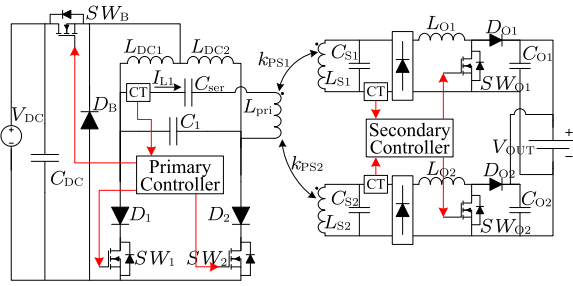 SW_B
L_DC1 L_DC2
k_PS1
L_O1 D_O1
CT I_L1 C_ser
C_S1 L_S1 C_O1
CT SW_O1
V_DC D_B L_pri
C_1
Secondary Controller
V_OUT + −
C_DC
Primary Controller
k_PS2
L_O2 D_O2
CT
C_S2 L_S2 C_O2
D_1 D_2
SW_1 SW_2 SW_O2